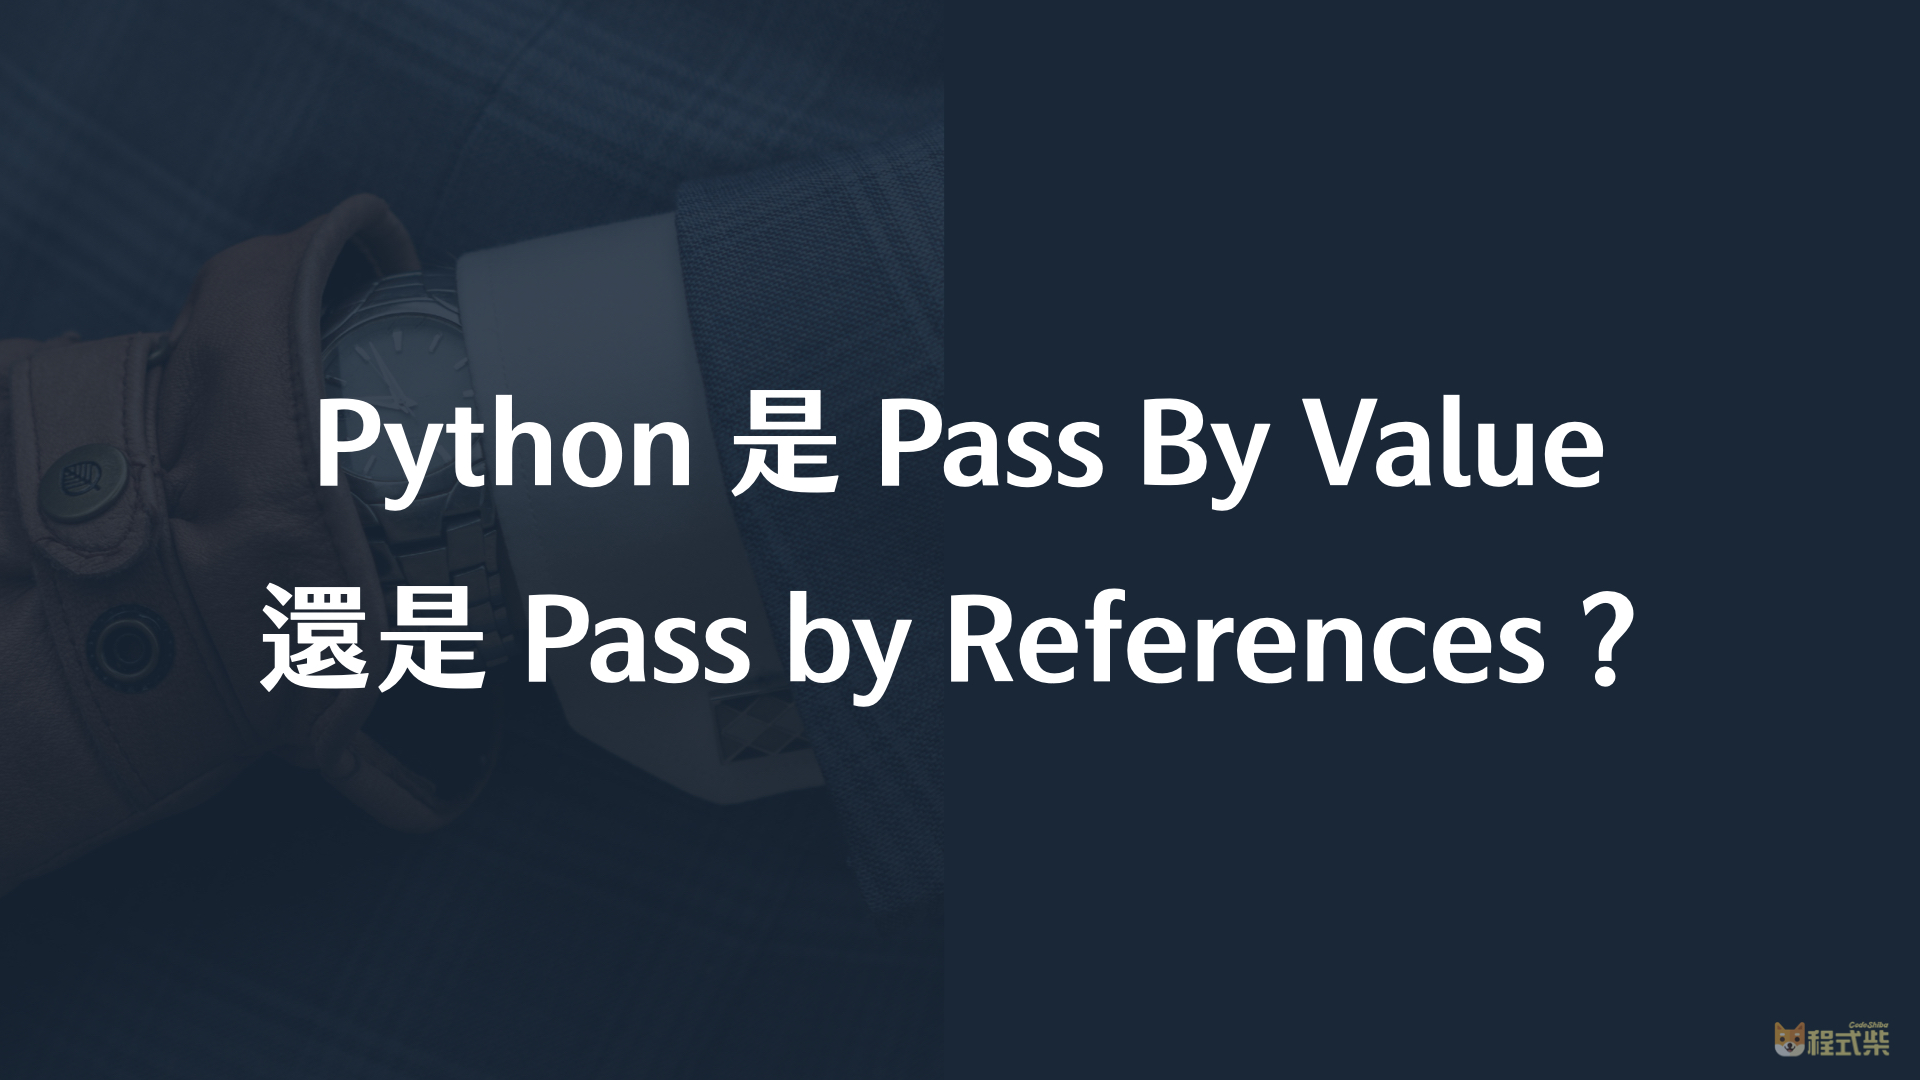 Python 是 Pass By Value
還是 Pass by References ?
CodeShiba
程式柴